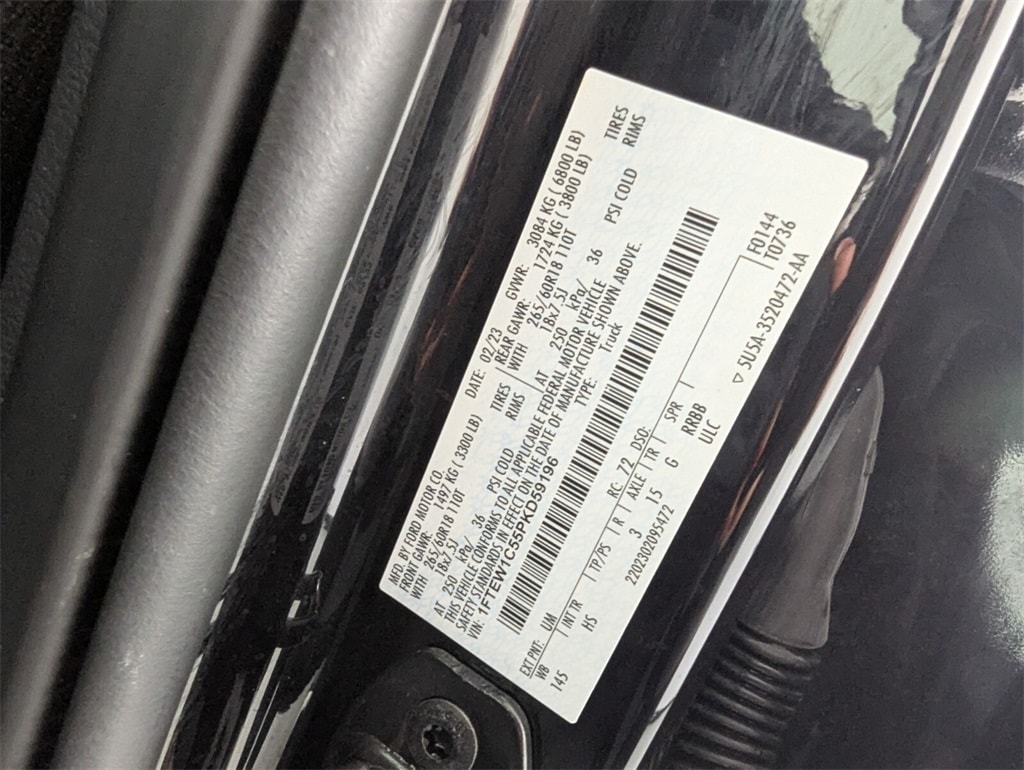 MFD. BY FORD MOTOR CO.
DATE: 02/23 GVWR: 3084 KG ( 6800 LB)
FRONT GAWR: 1497 KG ( 3300 LB) REAR GAWR: 1724 KG ( 3800 LB)
WITH 265/60R18 110T TIRES WITH 265/60R18 110T TIRES
18x7.5J RIMS 18x7.5J RIMS
AT 250 kPa/ 36 PSI COLD AT 250 kPa/ 36 PSI COLD
THIS VEHICLE CONFORMS TO ALL APPLICABLE FEDERAL MOTOR VEHICLE
SAFETY STANDARDS IN EFFECT ON THE DATE OF MANUFACTURE SHOWN ABOVE.
VIN: 1FTEW1C55PKD59196 TYPE: Truck
F0144
T0736
EXT PNT: UM RC: 72 DSO:
WB INT TR TP/PS R AXLE TR SPR
145 HS 3 15 G RRBB
2202302095472 ULC
▽ 5U5A-3520472-AA